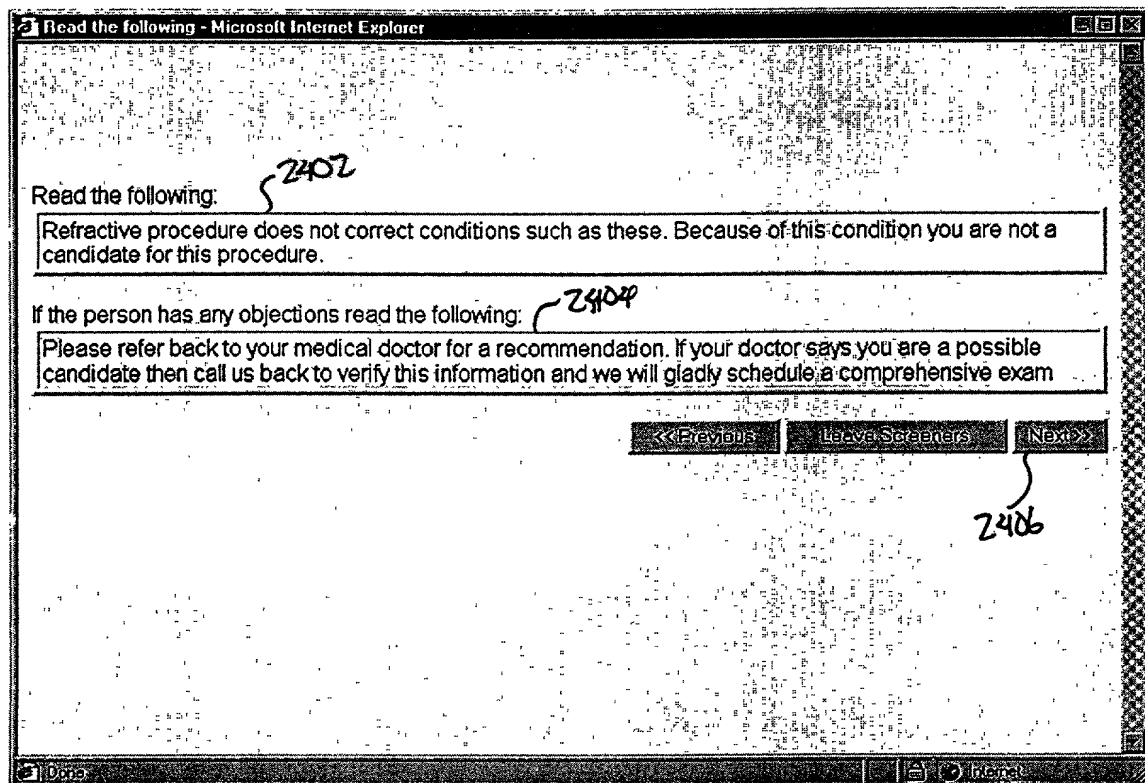 Read the following - Microsoft Internet Explorer
2402
Read the following:
Refractive procedure does not correct conditions such as these. Because of this condition you are not a
candidate for this procedure.
2404
If the person has any objections read the following:
Please refer back to your medical doctor for a recommendation. If your doctor says you are a possible
candidate then call us back to verify this information and we will gladly schedule a comprehensive exam
<<Previous Leave Screeners Next>>
2406
Done Internet